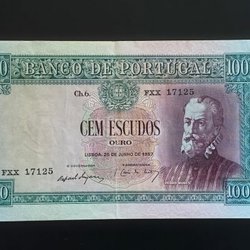 100 BANCO DE PORTUGAL 100
Ch.6. FXX 17125
CEM ESCUDOS
OURO
LISBOA, 25 DE JUNHO DE 1957
FXX 17125
O GOVERNADOR
100 100